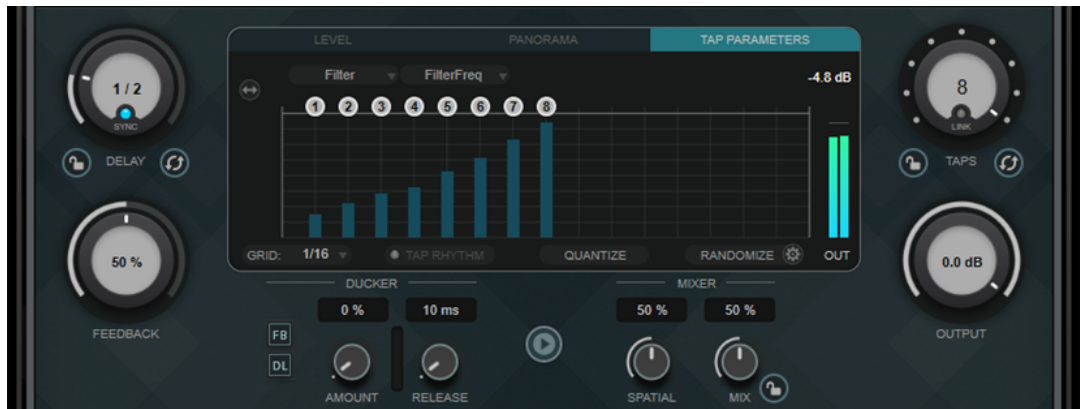 LEVEL PANORAMA TAP PARAMETERS
Filter FilterFreq -4.8 dB
1 2 3 4 5 6 7 8
1 / 2
SYNC
DELAY
8
LINK
TAPS
GRID: 1/16 TAP RHYTHM QUANTIZE RANDOMIZE OUT
50 %
FEEDBACK
DUCKER
0 % 10 ms
FB
DL
AMOUNT RELEASE
MIXER
50 % 50 %
SPATIAL MIX
0.0 dB
OUTPUT